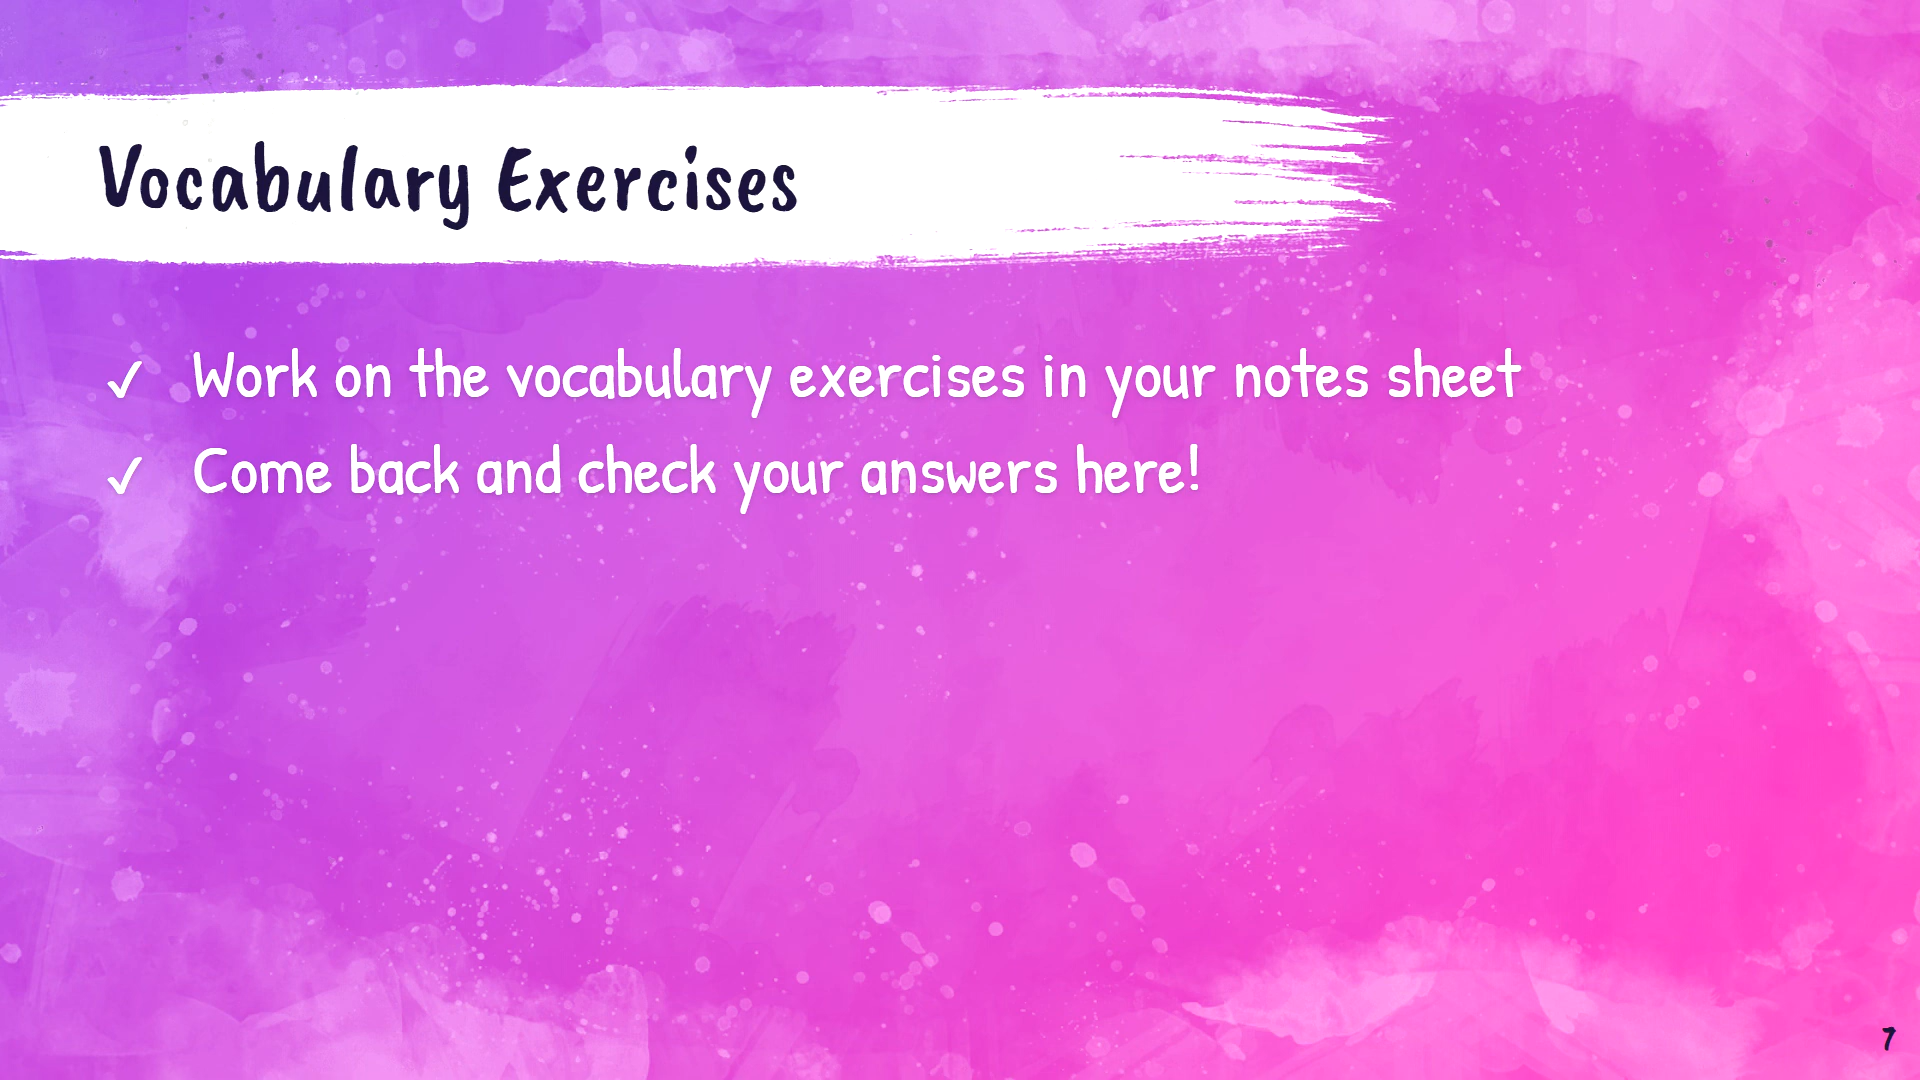 Vocabulary Exercises
✓ Work on the vocabulary exercises in your notes sheet
✓ Come back and check your answers here!
7